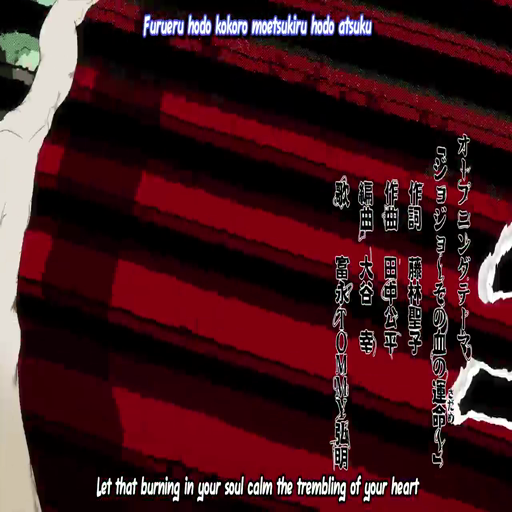 Furueru hodo kokoro moetsukiru hodo atsuku
オープニングテーマ
「ジョジョ～その血の運命～」
さだめ
作詞 藤林聖子
作曲 田中公平
編曲 大谷 幸
歌 富永TOMMY弘明
Let that burning in your soul calm the trembling of your heart